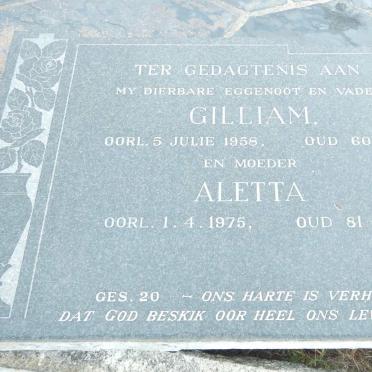 TER GEDAGTENIS AAN
MY DIERBARE EGGENOOT EN VADE
GILLIAM,
OORL. 5 JULIE 1958, OUD 60
EN MOEDER
ALETTA
OORL. 1.4.1975, OUD 81
GES. 20 ~ ONS HARTE IS VERH
DAT GOD BESKIK OOR HEEL ONS LEW